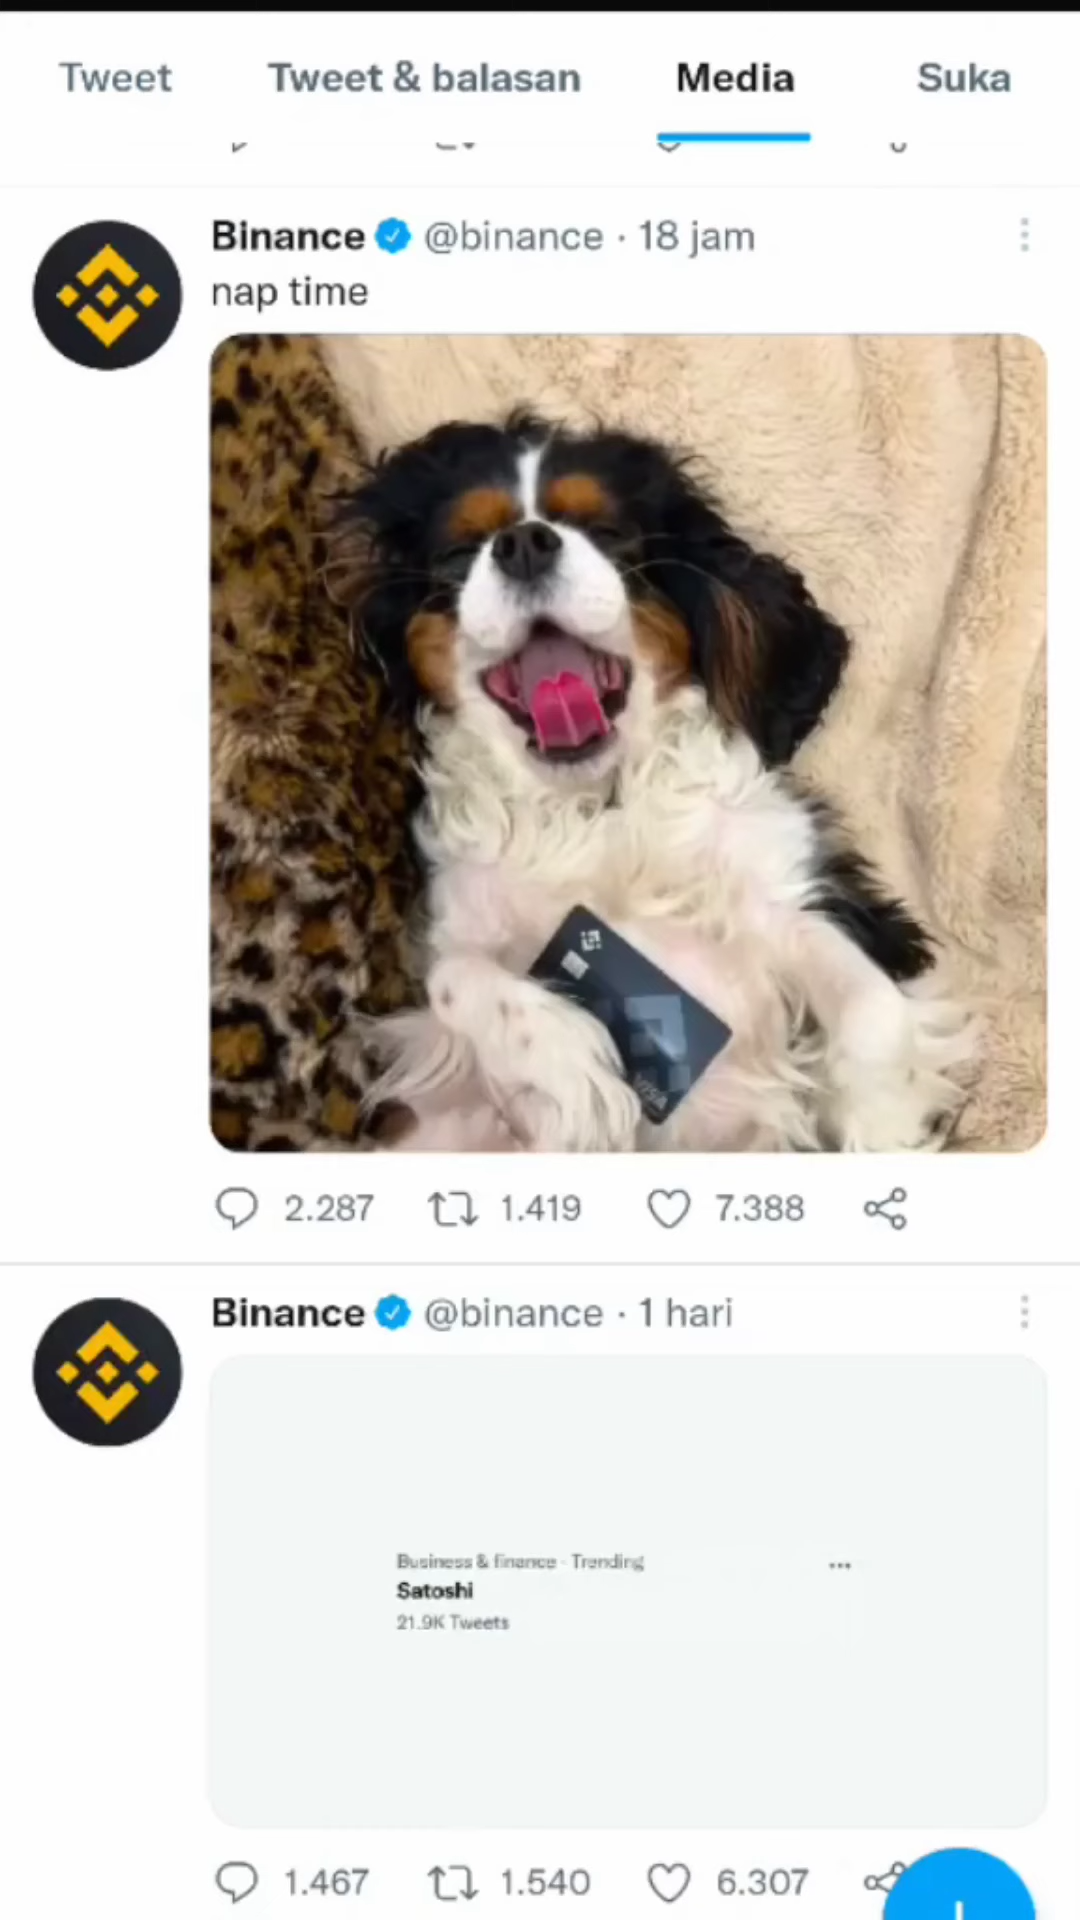 Tweet Tweet & balasan Media Suka
Binance @binance · 18 jam
nap time
VISA
2.287 1.419 7.388
Binance @binance · 1 hari
Business & finance · Trending
Satoshi
21.9K Tweets
1.467 1.540 6.307